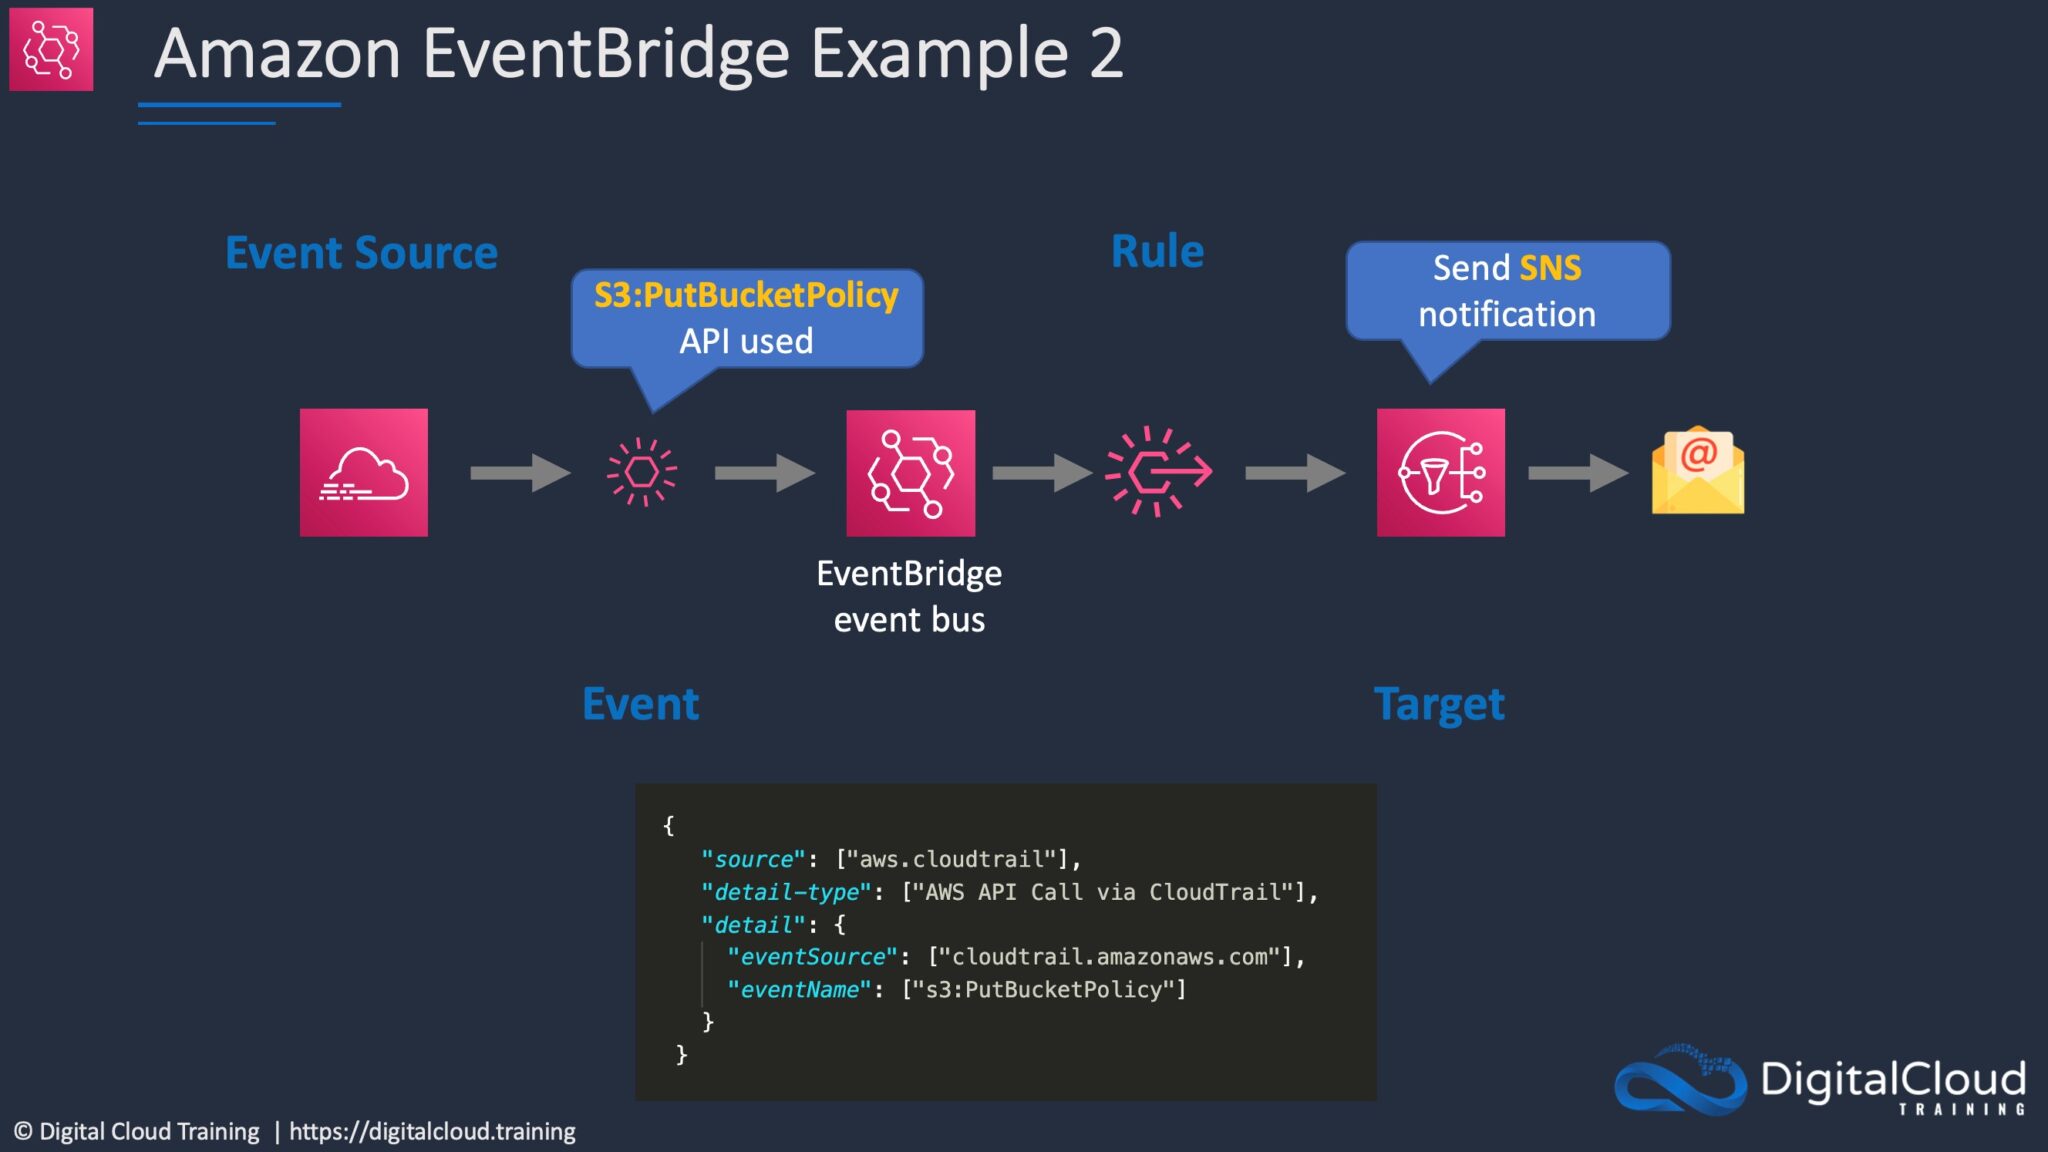 Amazon EventBridge Example 2
Event Source
S3:PutBucketPolicy
API used
Rule
Send SNS
notification
@
EventBridge
event bus
Event
Target
{
"source": ["aws.cloudtrail"],
"detail-type": ["AWS API Call via CloudTrail"],
"detail": {
"eventSource": ["cloudtrail.amazonaws.com"],
"eventName": ["s3:PutBucketPolicy"]
}
}
DigitalCloud
TRAINING
© Digital Cloud Training | https://digitalcloud.training